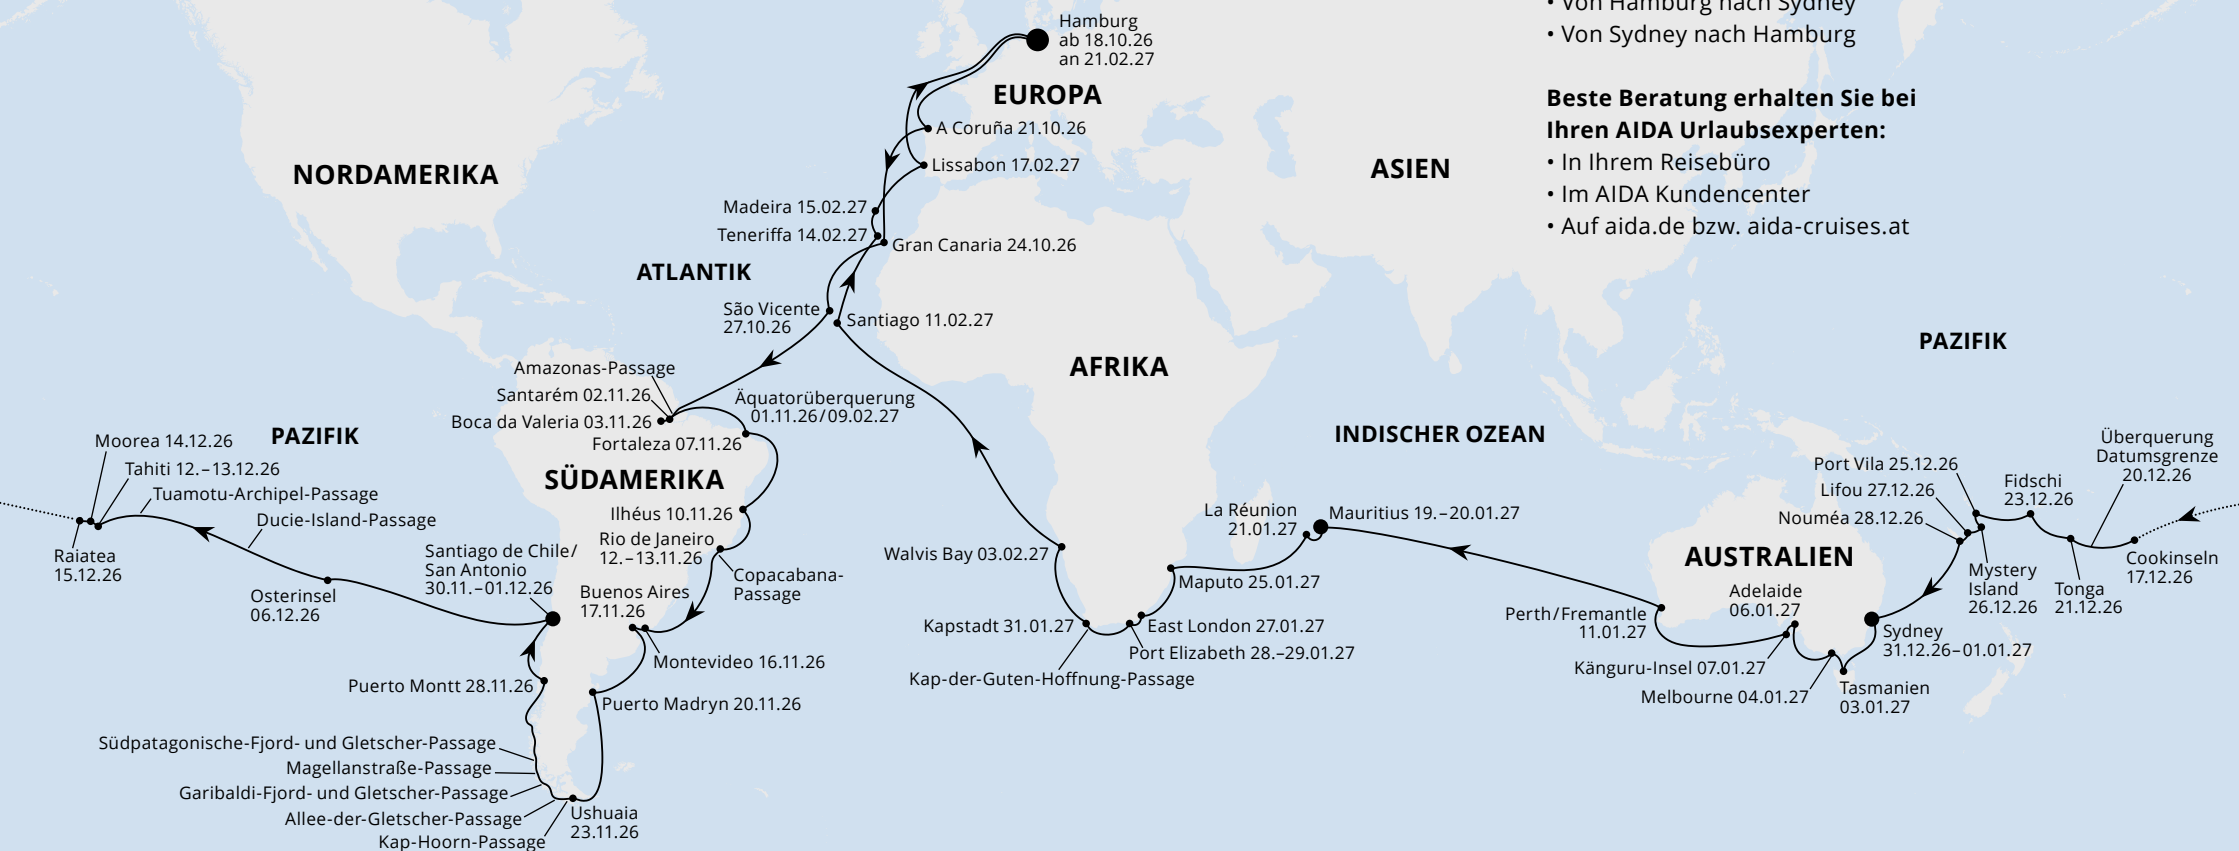 • Von Hamburg nach Sydney
• Von Sydney nach Hamburg
Beste Beratung erhalten Sie bei
Ihren AIDA Urlaubsexperten:
• In Ihrem Reisebüro
• Im AIDA Kundencenter
• Auf aida.de bzw. aida-cruises.at
Hamburg
ab 18.10.26
an 21.02.27
EUROPA
A Coruña 21.10.26
NORDAMERIKA
Lissabon 17.02.27
ASIEN
Madeira 15.02.27
Teneriffa 14.02.27
Gran Canaria 24.10.26
ATLANTIK
São Vicente
27.10.26
Santiago 11.02.27
PAZIFIK
Amazonas-Passage
AFRIKA
Santarém 02.11.26
Äquatorüberquerung
01.11.26/09.02.27
Boca da Valeria 03.11.26
Fortaleza 07.11.26
INDISCHER OZEAN
PAZIFIK
Moorea 14.12.26
Tahiti 12.–13.12.26
Tuamotu-Archipel-Passage
Ducie-Island-Passage
SÜDAMERIKA
Überquerung
Datumsgrenze
20.12.26
Port Vila 25.12.26
Lifou 27.12.26
Nouméa 28.12.26
Fidschi
23.12.26
Ilhéus 10.11.26
Rio de Janeiro
12.–13.11.26
La Réunion
21.01.27
Mauritius 19.–20.01.27
Raiatea
15.12.26
Santiago de Chile/
San Antonio
30.11.–01.12.26
Walvis Bay 03.02.27
AUSTRALIEN
Cookinseln
17.12.26
Mystery
Island
26.12.26
Tonga
21.12.26
Osterinsel
06.12.26
Buenos Aires
17.11.26
Copacabana-
Passage
Maputo 25.01.27
Adelaide
06.01.27
Perth/Fremantle
11.01.27
Kapstadt 31.01.27
East London 27.01.27
Sydney
31.12.26–01.01.27
Port Elizabeth 28.–29.01.27
Montevideo 16.11.26
Känguru-Insel 07.01.27
Kap-der-Guten-Hoffnung-Passage
Puerto Montt 28.11.26
Puerto Madryn 20.11.26
Melbourne 04.01.27
Tasmanien
03.01.27
Südpatagonische-Fjord- und Gletscher-Passage
Magellanstraße-Passage
Garibaldi-Fjord- und Gletscher-Passage
Allee-der-Gletscher-Passage
Ushuaia
23.11.26
Kap-Hoorn-Passage